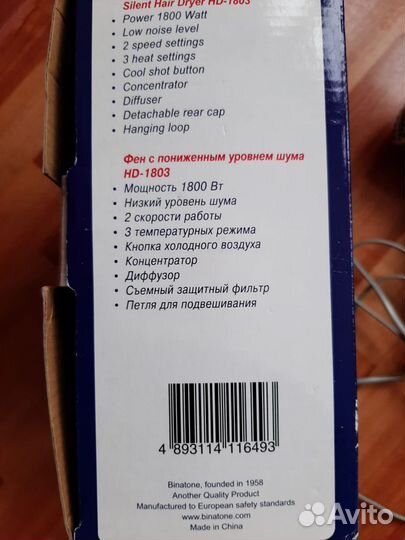 Silent Hair Dryer HD-1803
• Power 1800 Watt
• Low noise level
• 2 speed settings
• 3 heat settings
• Cool shot button
• Concentrator
• Diffuser
• Detachable rear cap
• Hanging loop
Фен с пониженным уровнем шума
HD-1803
• Мощность 1800 Вт
• Низкий уровень шума
• 2 скорости работы
• 3 температурных режима
• Кнопка холодного воздуха
• Концентратор
• Диффузор
• Съемный защитный фильтр
• Петля для подвешивания
4 893114 116493
Binatone, founded in 1958
Another Quality Product
Manufactured to European safety standards
www.binatone.com
Made in China
Avito